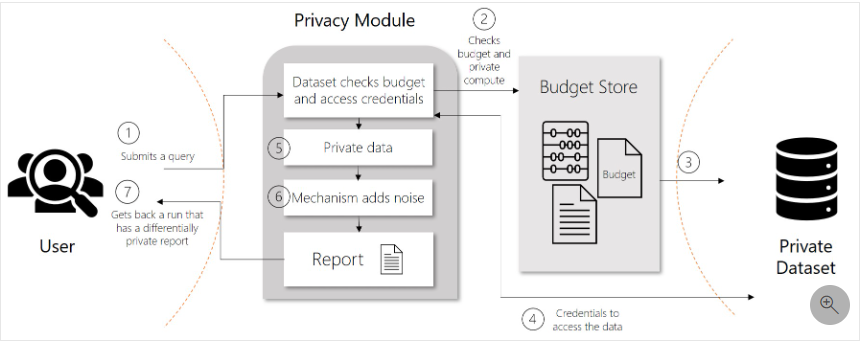 Privacy Module
2
Checks
budget and
private
compute
Dataset checks budget
and access credentials
Budget Store
1
Submits a query
5
Private data
Budget
3
7
Gets back a run that
has a differentially
private report
6
Mechanism adds noise
User
Report
Private
Dataset
4
Credentials to
access the data